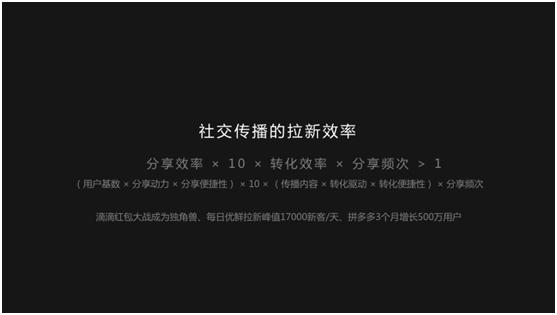 社交传播的拉新效率
分享效率 × 10 × 转化效率 × 分享频次 > 1
（用户基数 × 分享动力 × 分享便捷性）× 10 ×（传播内容 × 转化驱动 × 转化便捷性）× 分享频次
滴滴红包大战成为独角兽、每日优鲜拉新峰值17000新客/天、拼多多3个月增长500万用户